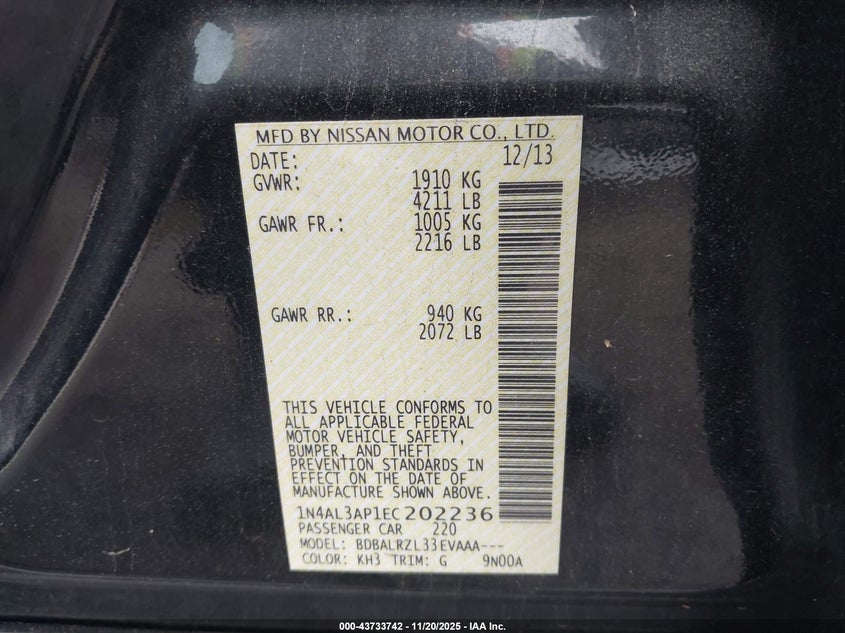 MFD BY NISSAN MOTOR CO., LTD.
DATE: 12/13
GVWR: 1910 KG
4211 LB
GAWR FR.: 1005 KG
2216 LB
GAWR RR.: 940 KG
2072 LB
THIS VEHICLE CONFORMS TO
ALL APPLICABLE FEDERAL
MOTOR VEHICLE SAFETY,
BUMPER, AND THEFT
PREVENTION STANDARDS IN
EFFECT ON THE DATE OF
MANUFACTURE SHOWN ABOVE.
1N4AL3AP1EC202236
PASSENGER CAR 220
MODEL: BDBALRZL33EVAAA---
COLOR: KH3 TRIM: G 9N00A
000-43733742 - 11/20/2025 - IAA Inc.